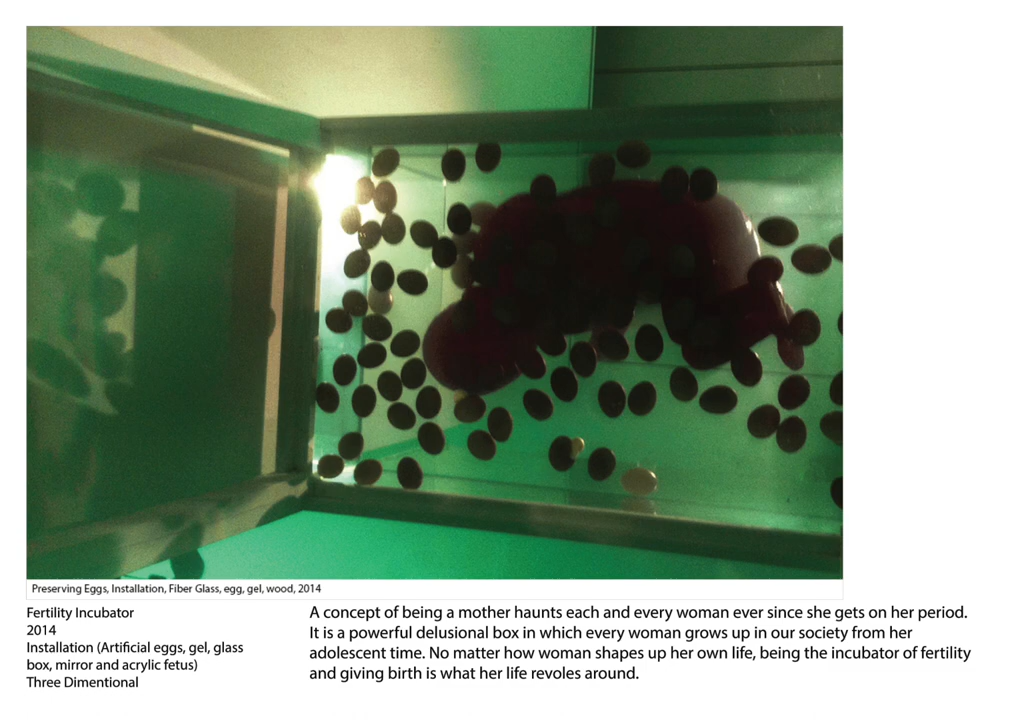 Preserving Eggs, Installation, Fiber Glass, egg, gel, wood, 2014
Fertility Incubator
2014
Installation (Artificial eggs, gel, glass
box, mirror and acrylic fetus)
Three Dimentional
A concept of being a mother haunts each and every woman ever since she gets on her period.
It is a powerful delusional box in which every woman grows up in our society from her
adolescent time. No matter how woman shapes up her own life, being the incubator of fertility
and giving birth is what her life revoles around.